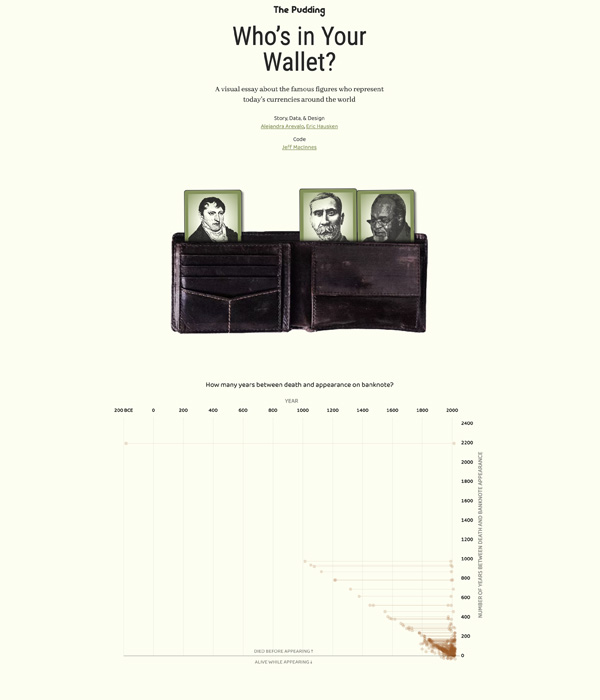 The Pudding
Who's in Your
Wallet?
A visual essay about the famous figures who represent
today's currencies around the world
Story, Data, & Design
Alejandro Arevalo, Eric Hausken
Code
Jeff MacInnes
How many years between death and appearance on banknote?
YEAR
200 BCE 0 200 400 600 800 1000 1200 1400 1600 1800 2000
2400
2200
2000
1800
1600
1400
1200
1000
800
600
400
200
0
NUMBER OF YEARS BETWEEN DEATH AND BANKNOTE APPEARANCE
DIED BEFORE APPEARING ↑
ALIVE WHILE APPEARING ↓